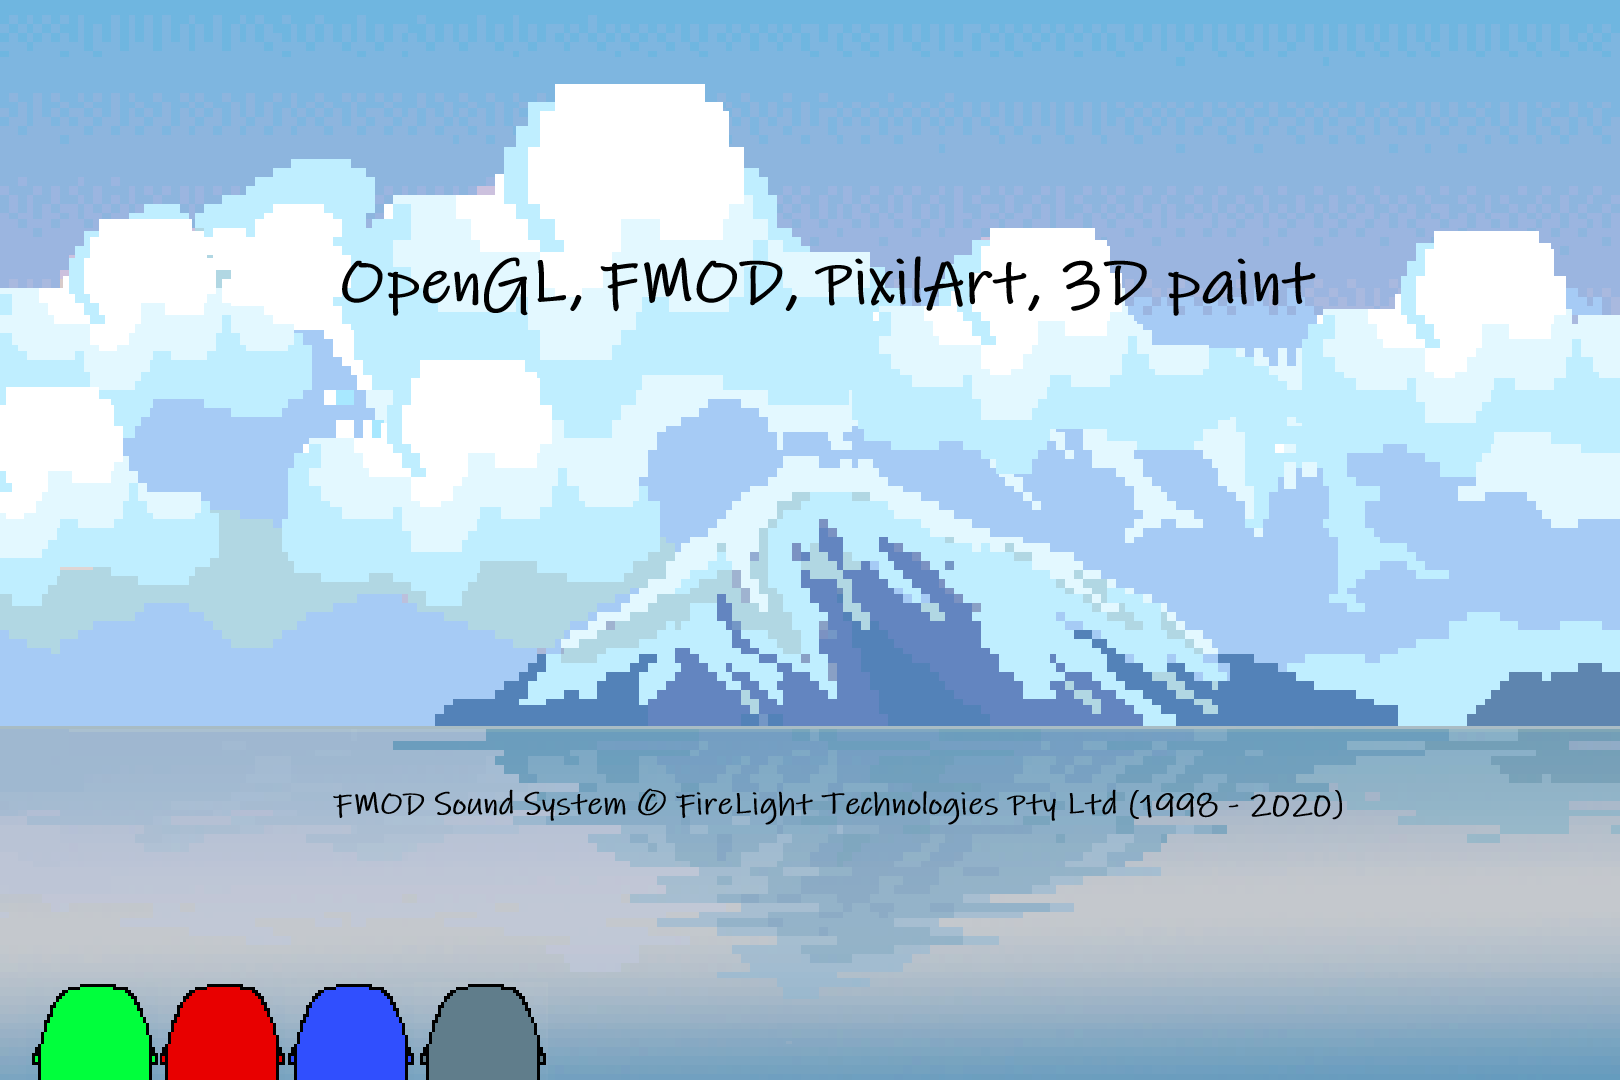 OpenGL, FMOD, PixilArt, 3D paint
FMOD Sound System © FireLight Technologies Pty Ltd (1998 - 2020)